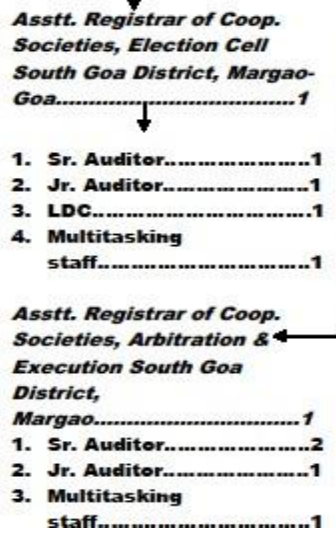 Asstt. Registrar of Coop.
Societies, Election Cell
South Goa District, Margao-
Goa.....................................1
1. Sr. Auditor.......................1
2. Jr. Auditor.......................1
3. LDC..................................1
4. Multitasking
staff.................................1
Asstt. Registrar of Coop.
Societies, Arbitration &
Execution South Goa
District,
Margao................................1
1. Sr. Auditor.......................2
2. Jr. Auditor.......................1
3. Multitasking
staff.................................1